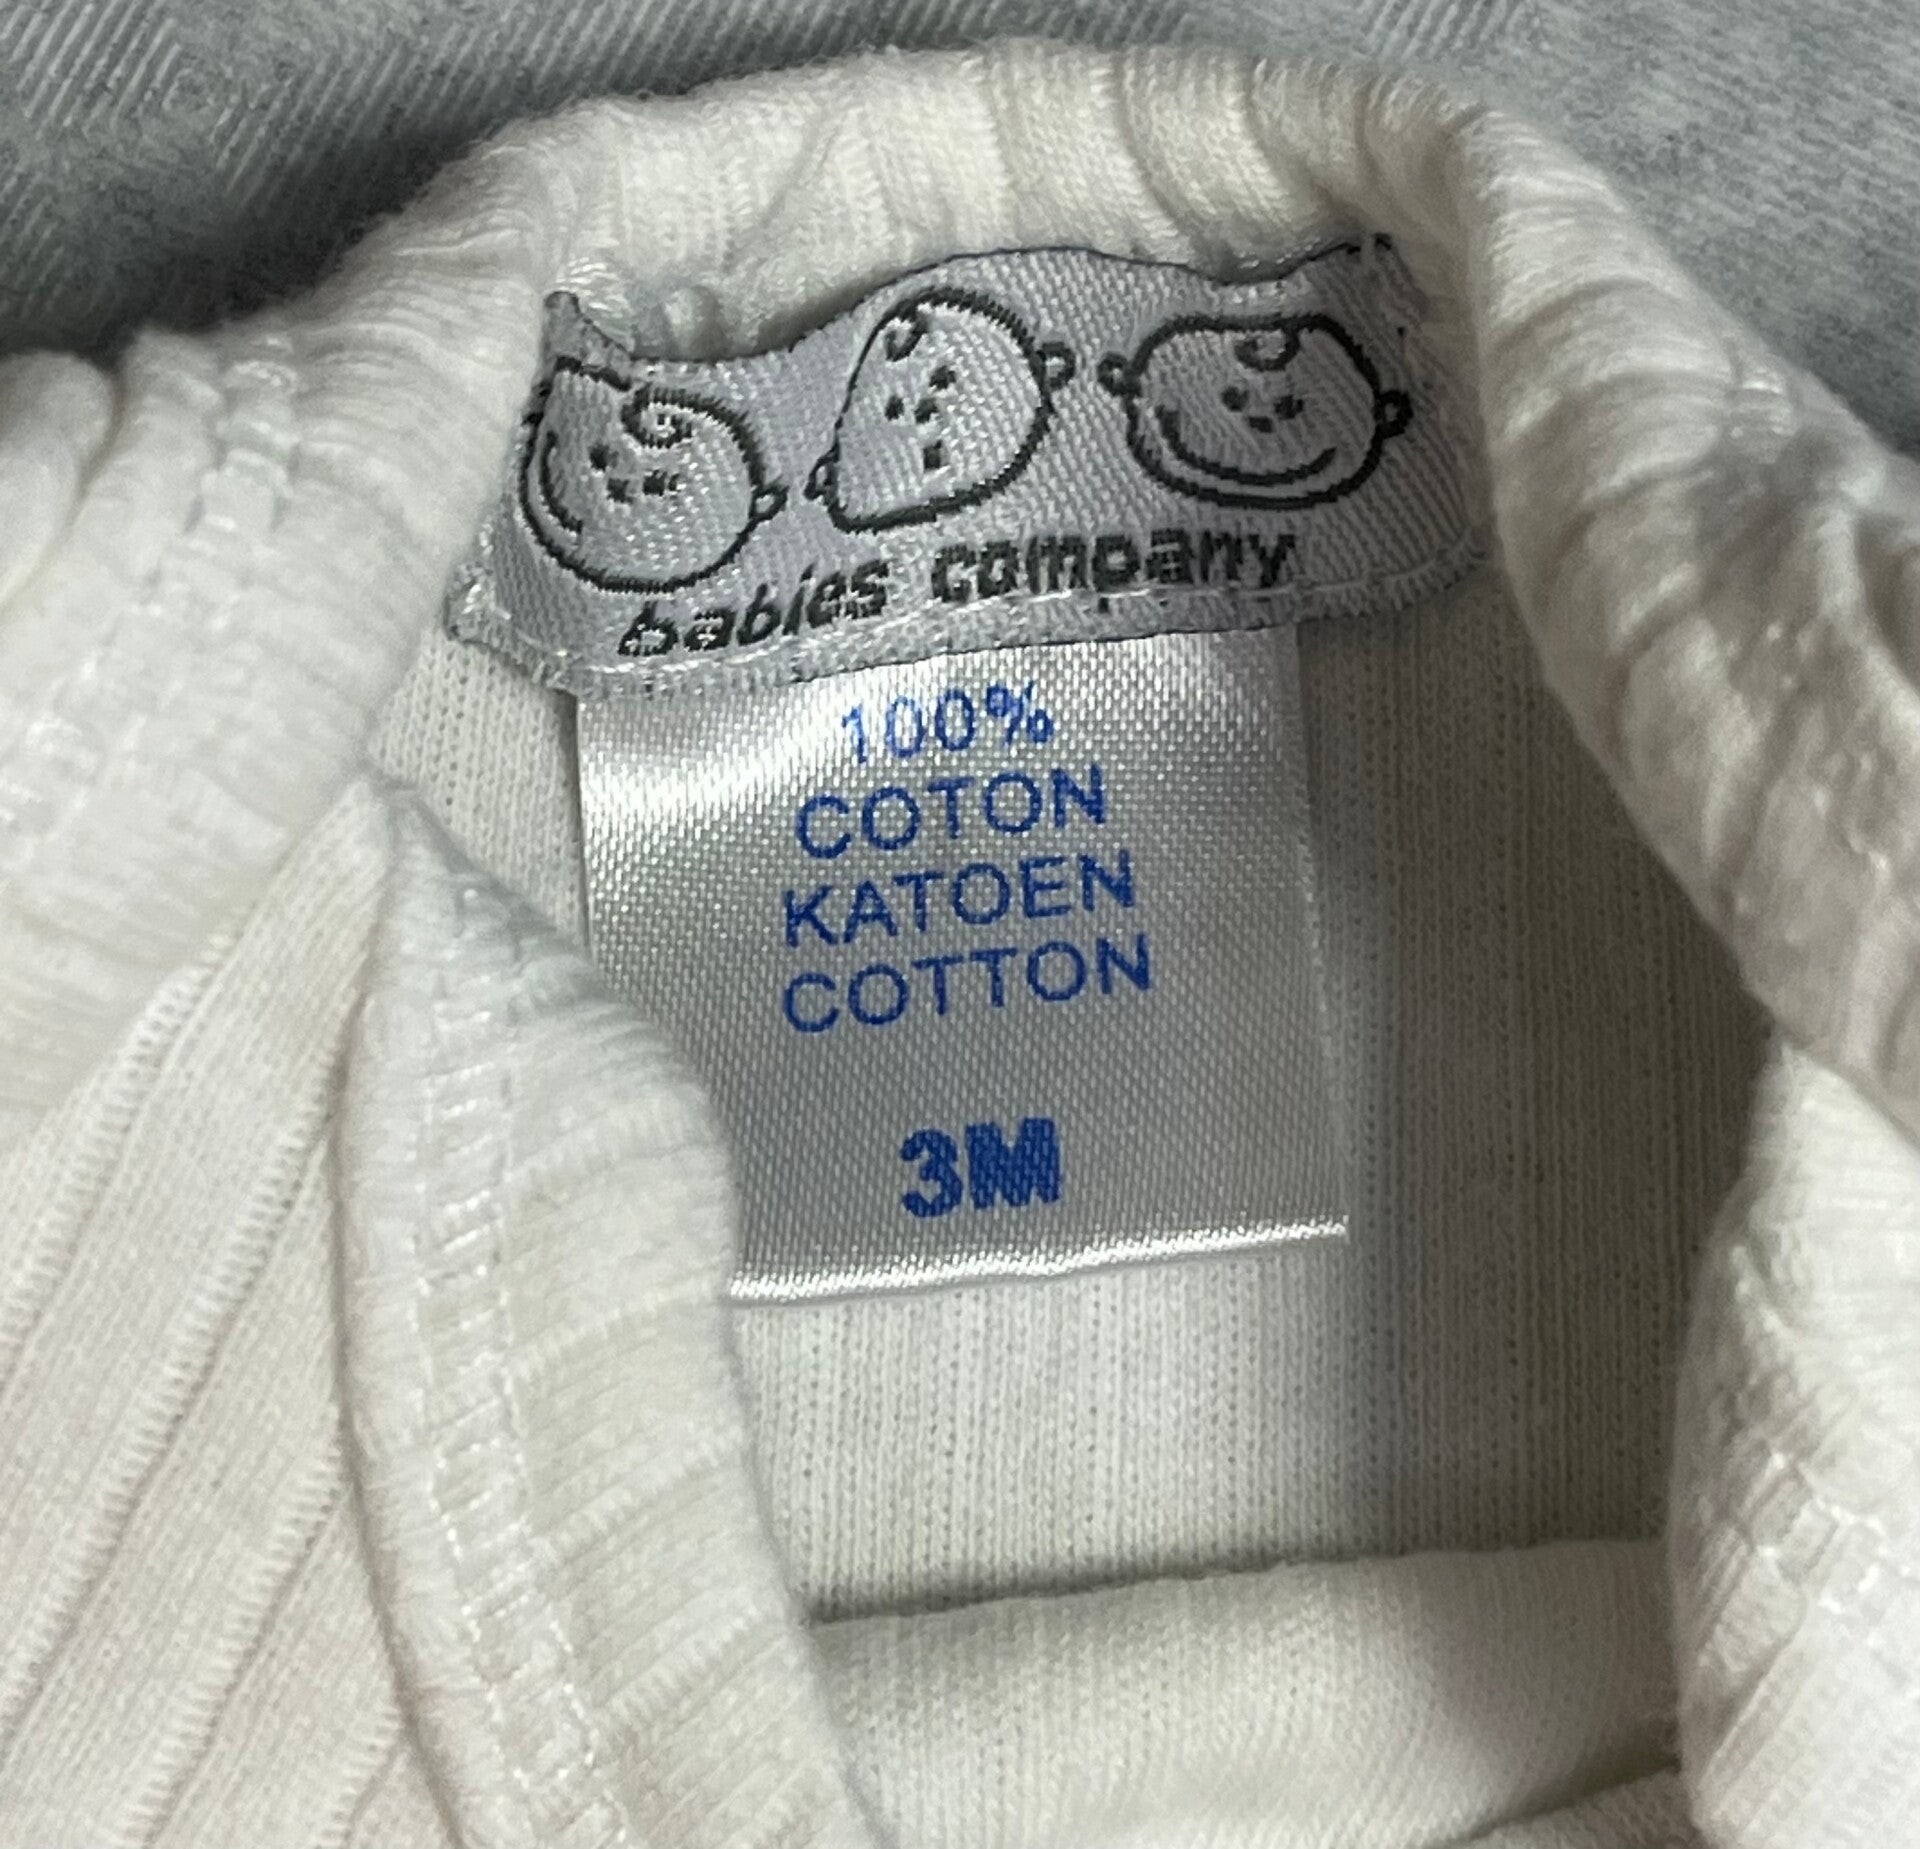 babies company
100%
COTON
KATOEN
COTTON
3M